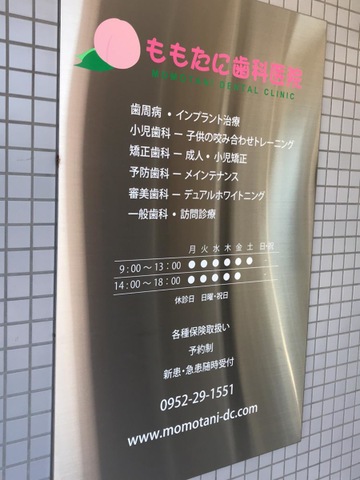 ももたに歯科医院
MOMOTANI DENTAL CLINIC
歯周病・インプラント治療
小児歯科 ー 子供の咬み合わせトレーニング
矯正歯科 ー 成人・小児矯正
予防歯科 ー メインテナンス
審美歯科 ー デュアルホワイトニング
一般歯科・訪問診療
月 火 水 木 金 土 日・祝
9:00〜13:00 ●●●●●●
14:00〜18:00 ●●●●●
休診日 日曜・祝日
各種保険取扱い
予約制
新患・急患随時受付
0952-29-1551
www.momotani-dc.com